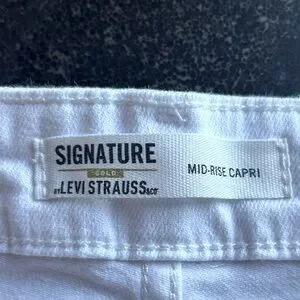 SIGNATURE
GOLD
BY LEVI STRAUSS &CO
MID-RISE CAPRI